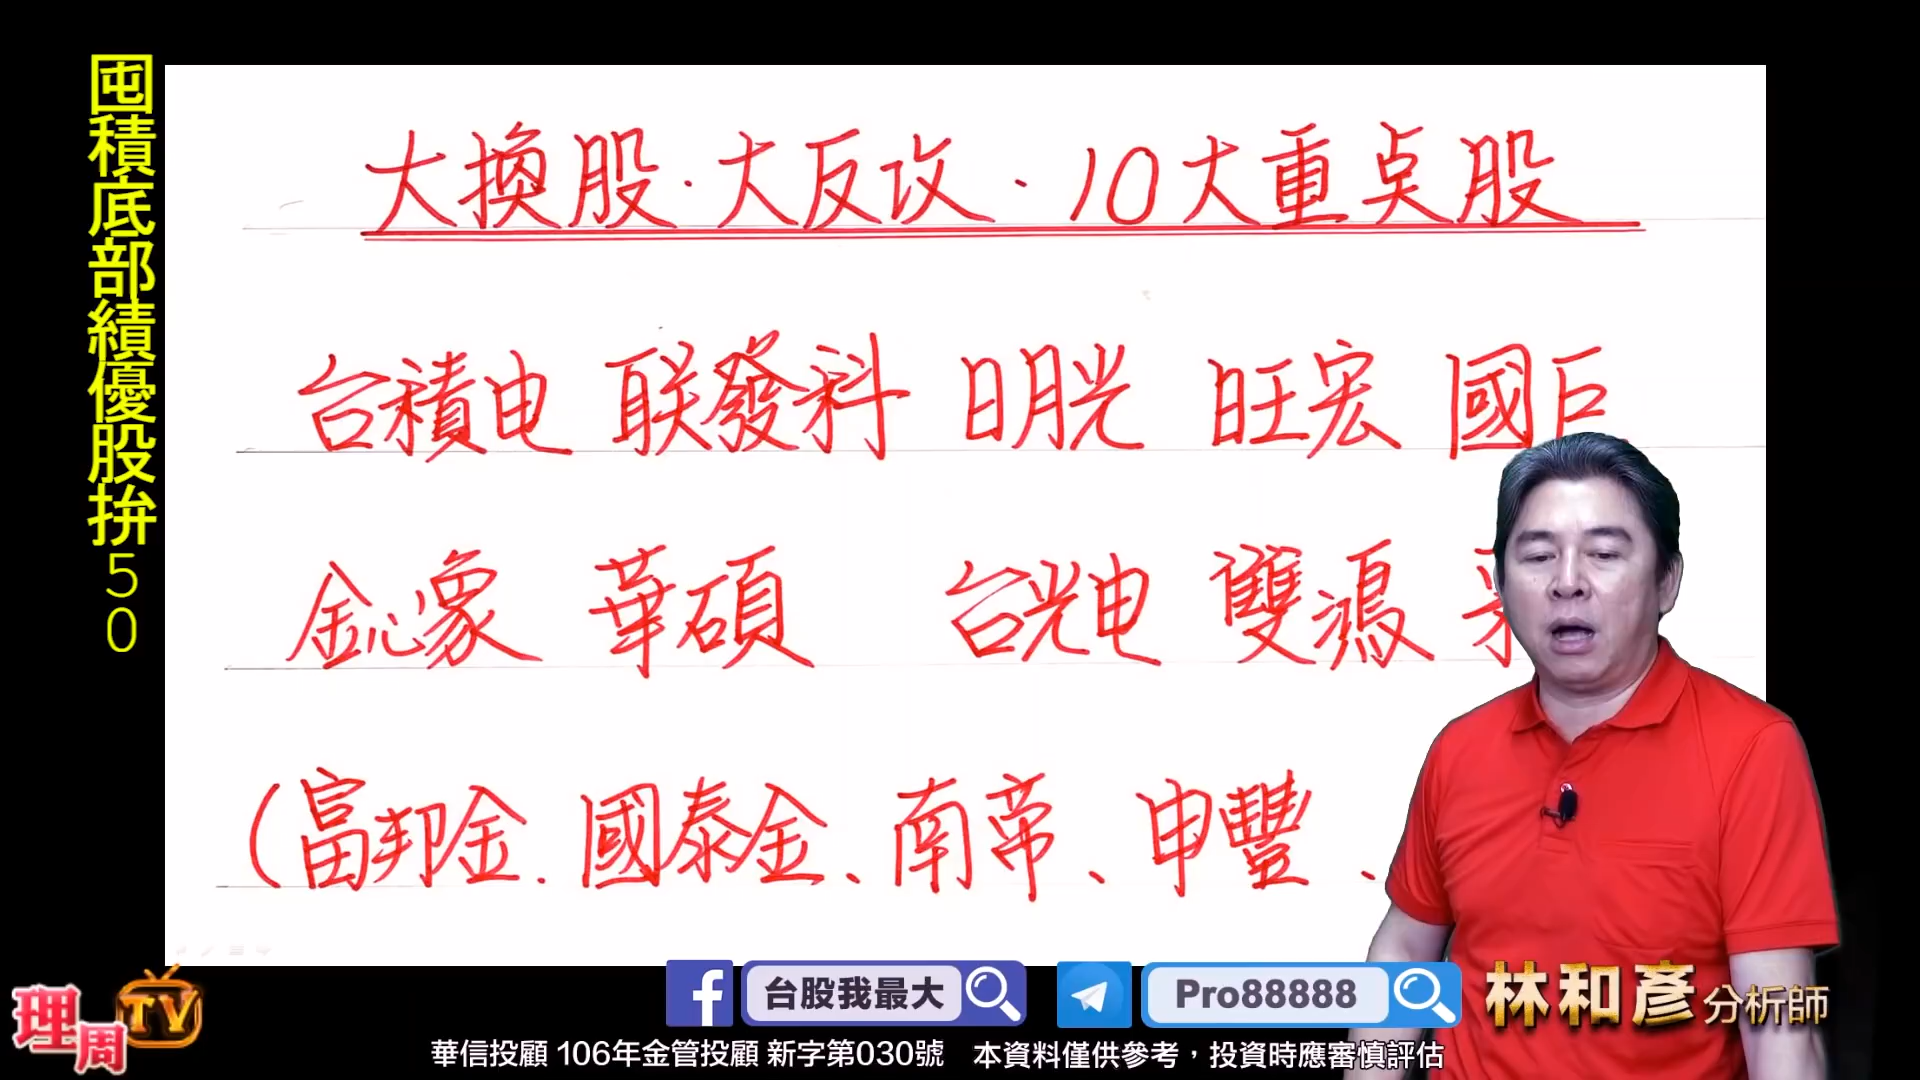 囤積底部績優股拚50
大換股.大反攻.10大重点股
台積电 联發科 日月光 旺宏 國巨
金心象 華碩 台光电 雙鴻
(富邦金.國泰金、南帝、申豐、
理周TV
台股我最大
Pro88888
林和彥分析師
華信投顧 106年金管投顧 新字第030號 本資料僅供參考，投資時應審慎評估